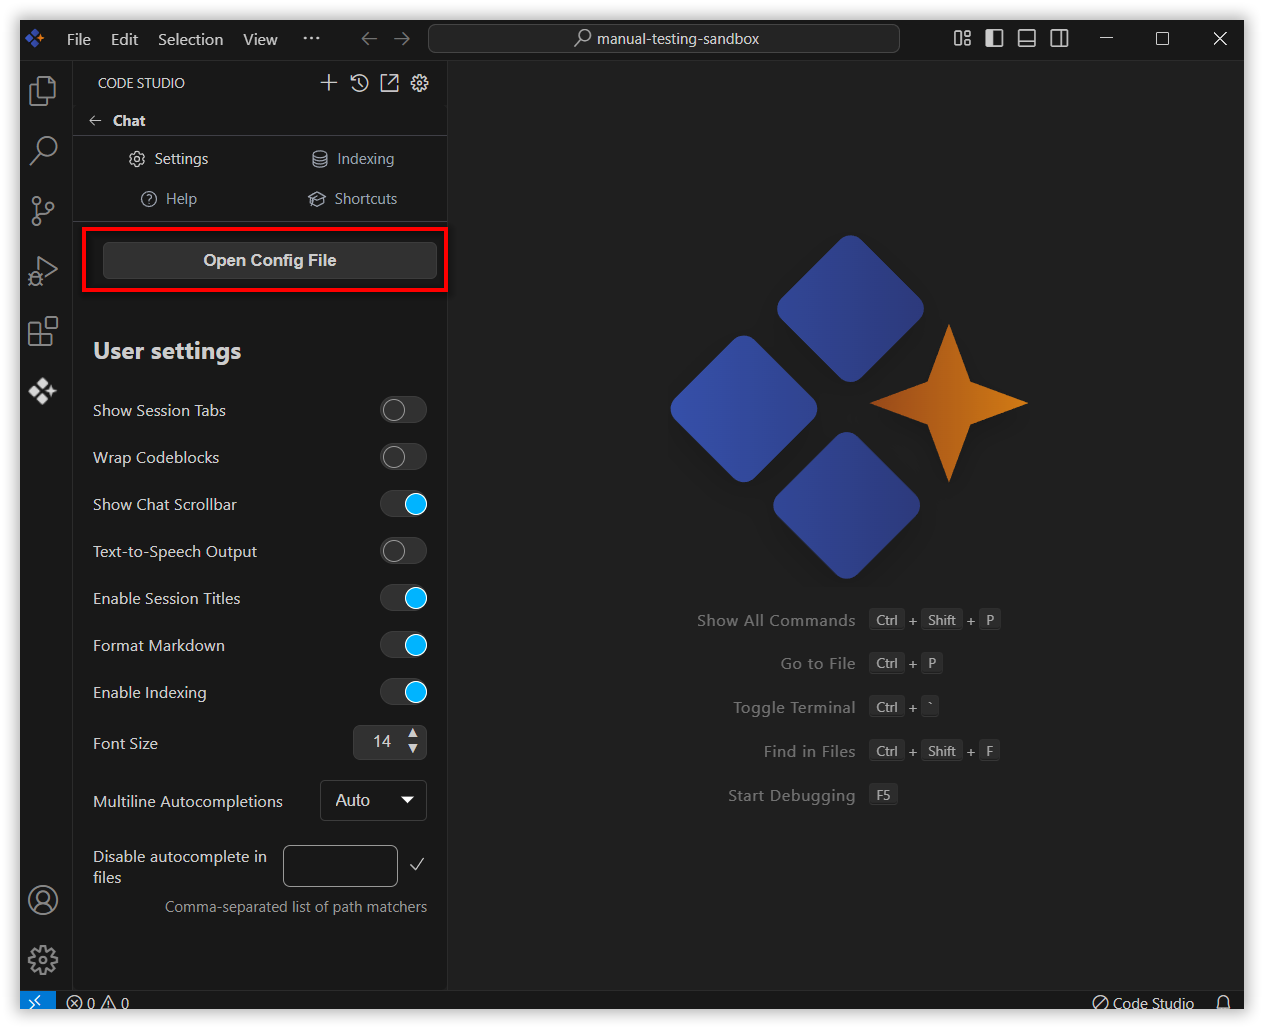 File Edit Selection View ··· manual-testing-sandbox
CODE STUDIO
Chat
Settings Indexing
Help Shortcuts
Open Config File
User settings
Show Session Tabs
Wrap Codeblocks
Show Chat Scrollbar
Text-to-Speech Output
Enable Session Titles
Format Markdown
Enable Indexing
Font Size 14
Multiline Autocompletions Auto
Disable autocomplete in
files
Comma-separated list of path matchers
Show All Commands Ctrl + Shift + P
Go to File Ctrl + P
Toggle Terminal Ctrl + `
Find in Files Ctrl + Shift + F
Start Debugging F5
0 0 Code Studio